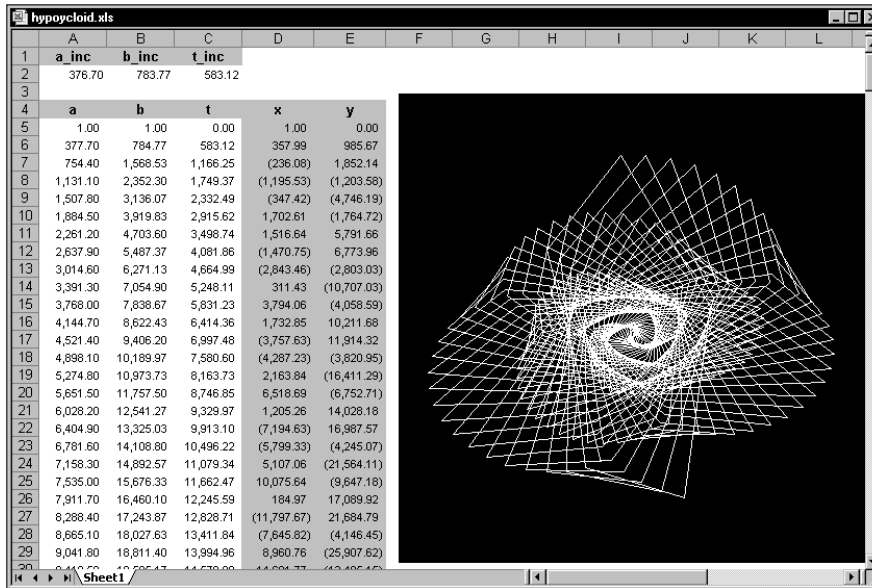 hypoycloid.xls
A B C D E F G H I J K L
1 a_inc b_inc t_inc
2 376.70 783.77 583.12
3
4 a b t x y
5 1.00 1.00 0.00 1.00 0.00
6 377.70 784.77 583.12 357.99 985.67
7 754.40 1,568.53 1,166.25 (236.08) 1,852.14
8 1,131.10 2,352.30 1,749.37 (1,195.53) (1,203.58)
9 1,507.80 3,136.07 2,332.49 (347.42) (4,746.19)
10 1,884.50 3,919.83 2,915.62 1,702.61 (1,764.72)
11 2,261.20 4,703.60 3,498.74 1,516.64 5,791.66
12 2,637.90 5,487.37 4,081.86 (1,470.75) 6,773.96
13 3,014.60 6,271.13 4,664.99 (2,843.46) (2,803.03)
14 3,391.30 7,054.90 5,248.11 311.43 (10,707.03)
15 3,768.00 7,838.67 5,831.23 3,794.06 (4,058.59)
16 4,144.70 8,622.43 6,414.36 1,732.85 10,211.68
17 4,521.40 9,406.20 6,997.48 (3,757.63) 11,914.32
18 4,898.10 10,189.97 7,580.60 (4,287.23) (3,820.95)
19 5,274.80 10,973.73 8,163.73 2,163.84 (16,411.29)
20 5,651.50 11,757.50 8,746.85 6,518.69 (6,752.71)
21 6,028.20 12,541.27 9,329.97 1,205.26 14,028.18
22 6,404.90 13,325.03 9,913.10 (7,194.63) 16,987.57
23 6,781.60 14,108.80 10,496.22 (5,799.33) (4,245.07)
24 7,158.30 14,892.57 11,079.34 5,107.06 (21,564.11)
25 7,535.00 15,676.33 11,662.47 10,075.64 (9,647.18)
26 7,911.70 16,460.10 12,245.59 184.97 17,089.92
27 8,288.40 17,243.87 12,828.71 (11,797.67) 21,684.79
28 8,665.10 18,027.63 13,411.84 (7,645.82) (4,146.45)
29 9,041.80 18,811.40 13,994.96 8,960.76 (25,907.62)
Sheet1